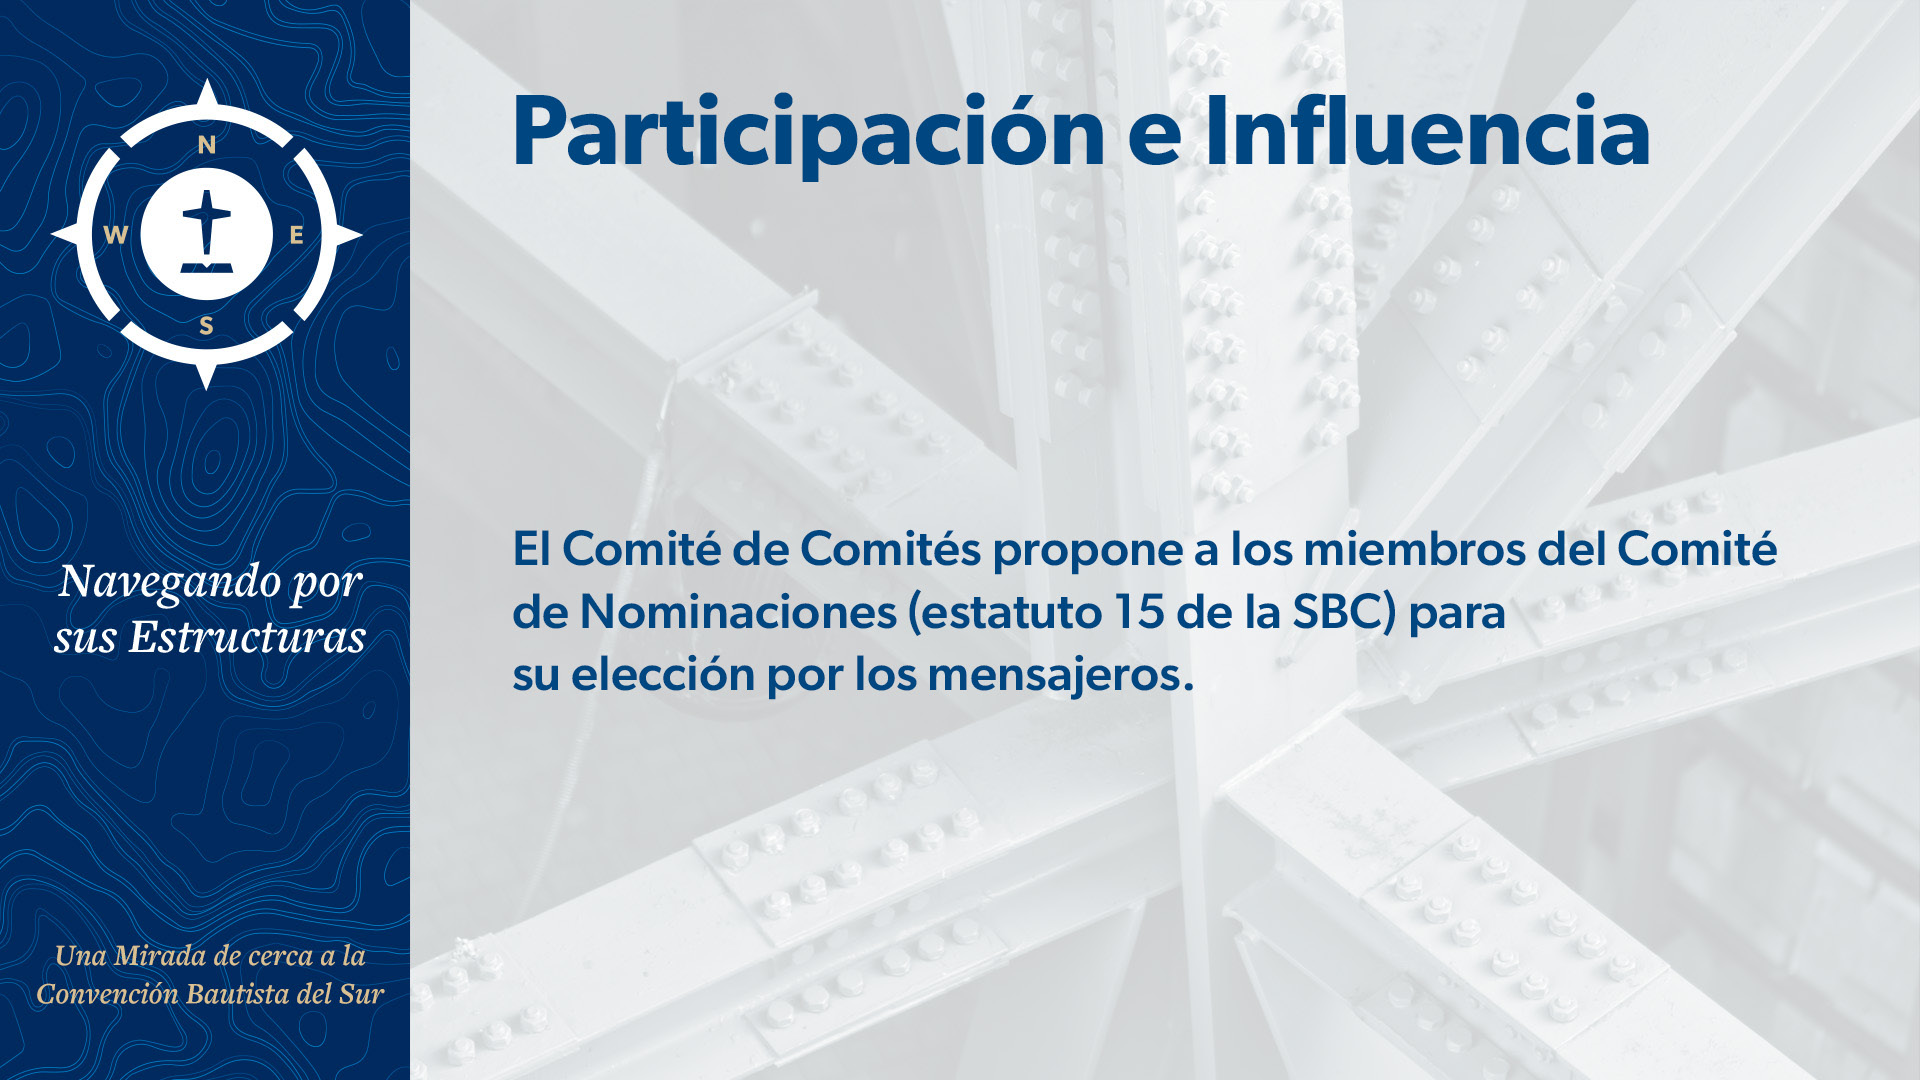 N
W E
S
Navegando por
sus Estructuras
Una Mirada de cerca a la
Convención Bautista del Sur
Participación e Influencia
El Comité de Comités propone a los miembros del Comité
de Nominaciones (estatuto 15 de la SBC) para
su elección por los mensajeros.